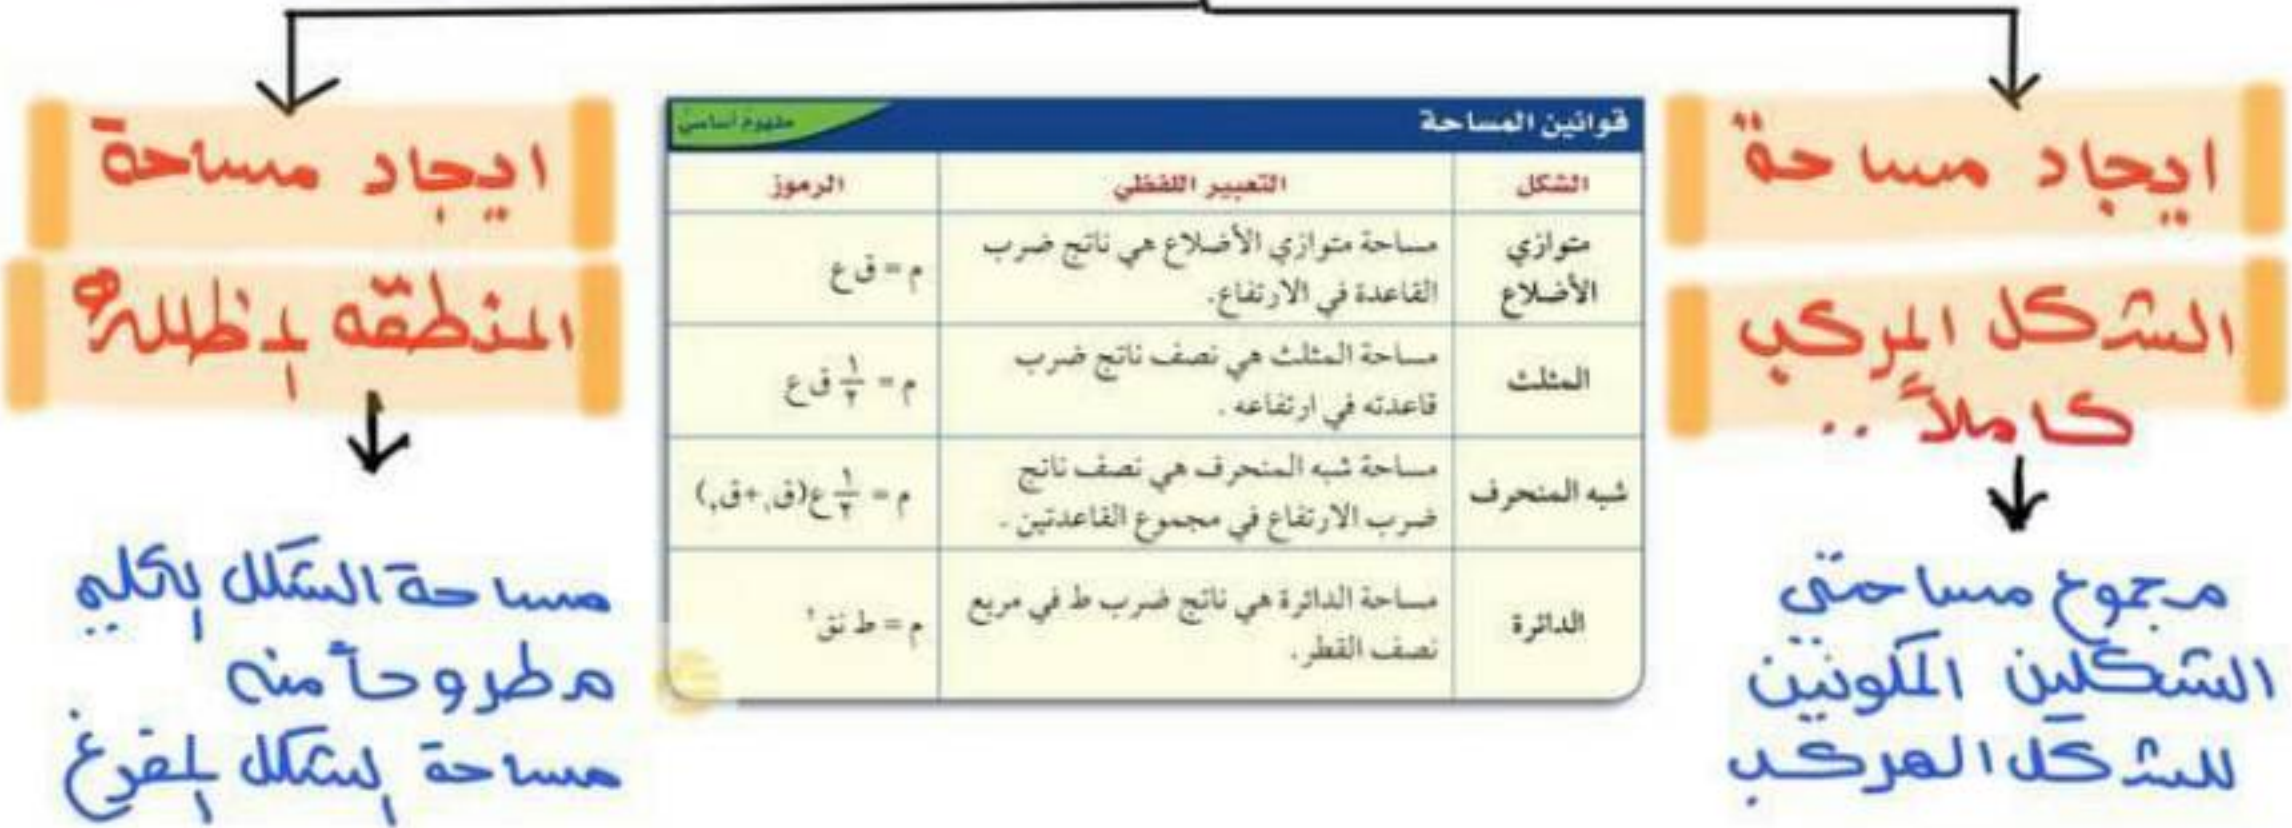 ايجاد مساحة
الشكل المركب
كاملاً ..
مجموع مساحتي
الشكلين المكونين
للشكل المركب
قوانين المساحة
مفهوم أساسي
الشكل التعبير اللفظي الرموز
متوازي الأضلاع
مساحة متوازي الأضلاع هي ناتج ضرب
القاعدة في الارتفاع.
م = ق ع
المثلث
مساحة المثلث هي نصف ناتج ضرب
قاعدته في ارتفاعه .
م = ١/٢ ق ع
شبه المنحرف
مساحة شبه المنحرف هي نصف ناتج
ضرب الارتفاع في مجموع القاعدتين .
م = ١/٢ ع(ق١+ق٢)
الدائرة
مساحة الدائرة هي ناتج ضرب ط في مربع
نصف القطر.
م = ط نق٢
ايجاد مساحة
المنطقه المظللة
مساحة الشكل الكلي
مطروحاً منه
مساحة الشكل المفرغ